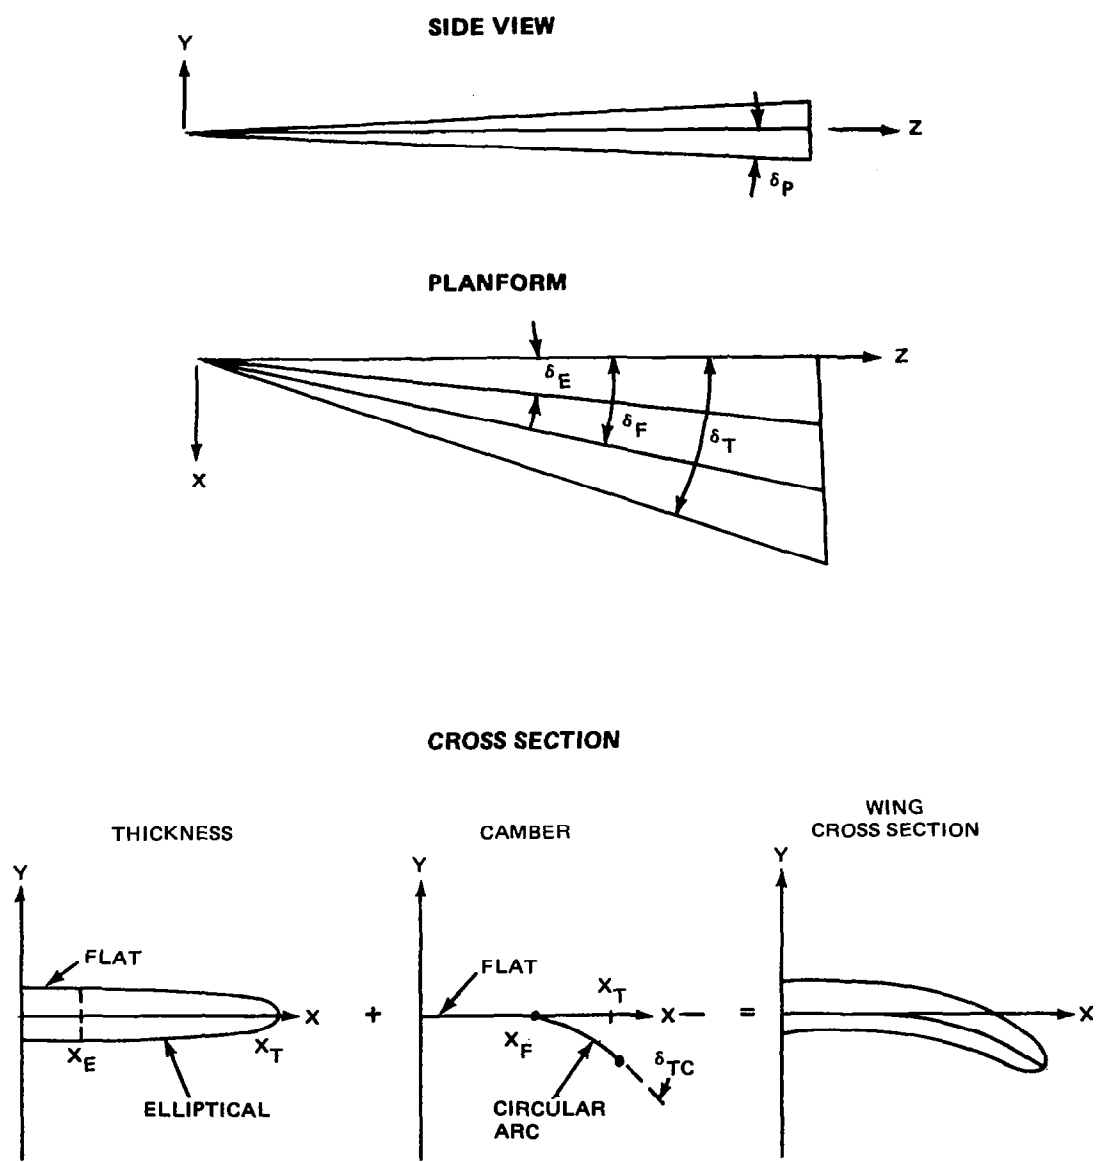 SIDE VIEW
Y
Z
δP
PLANFORM
Z
δE
δF
δT
X
CROSS SECTION
THICKNESS
CAMBER
WING
CROSS SECTION
Y
Y
Y
FLAT
FLAT
XT
X
+
X
=
X
XE
XT
XF
δTC
ELLIPTICAL
CIRCULAR
ARC